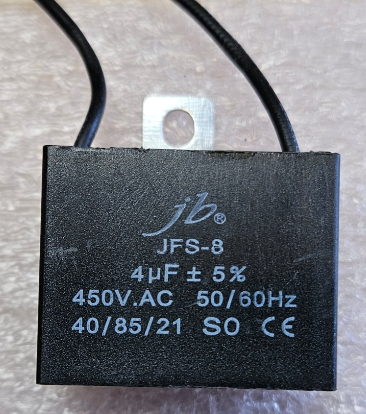 jb®
JFS-8
4μF ± 5%
450V.AC 50/60Hz
40/85/21 SO CE